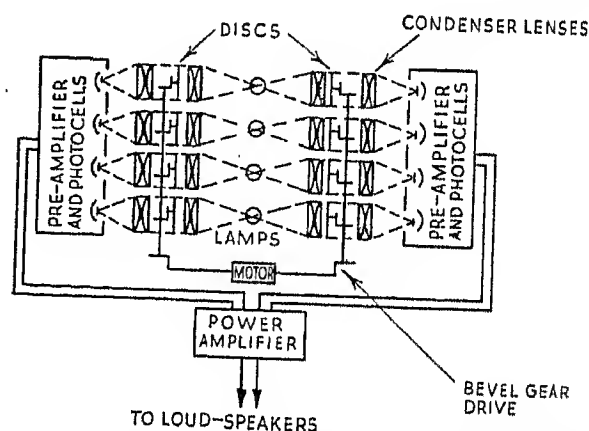 DISCS
CONDENSER LENSES
PRE-AMPLIFIER
AND PHOTOCELLS
PRE-AMPLIFIER
AND PHOTOCELLS
LAMPS
MOTOR
POWER
AMPLIFIER
BEVEL GEAR
DRIVE
TO LOUD-SPEAKERS